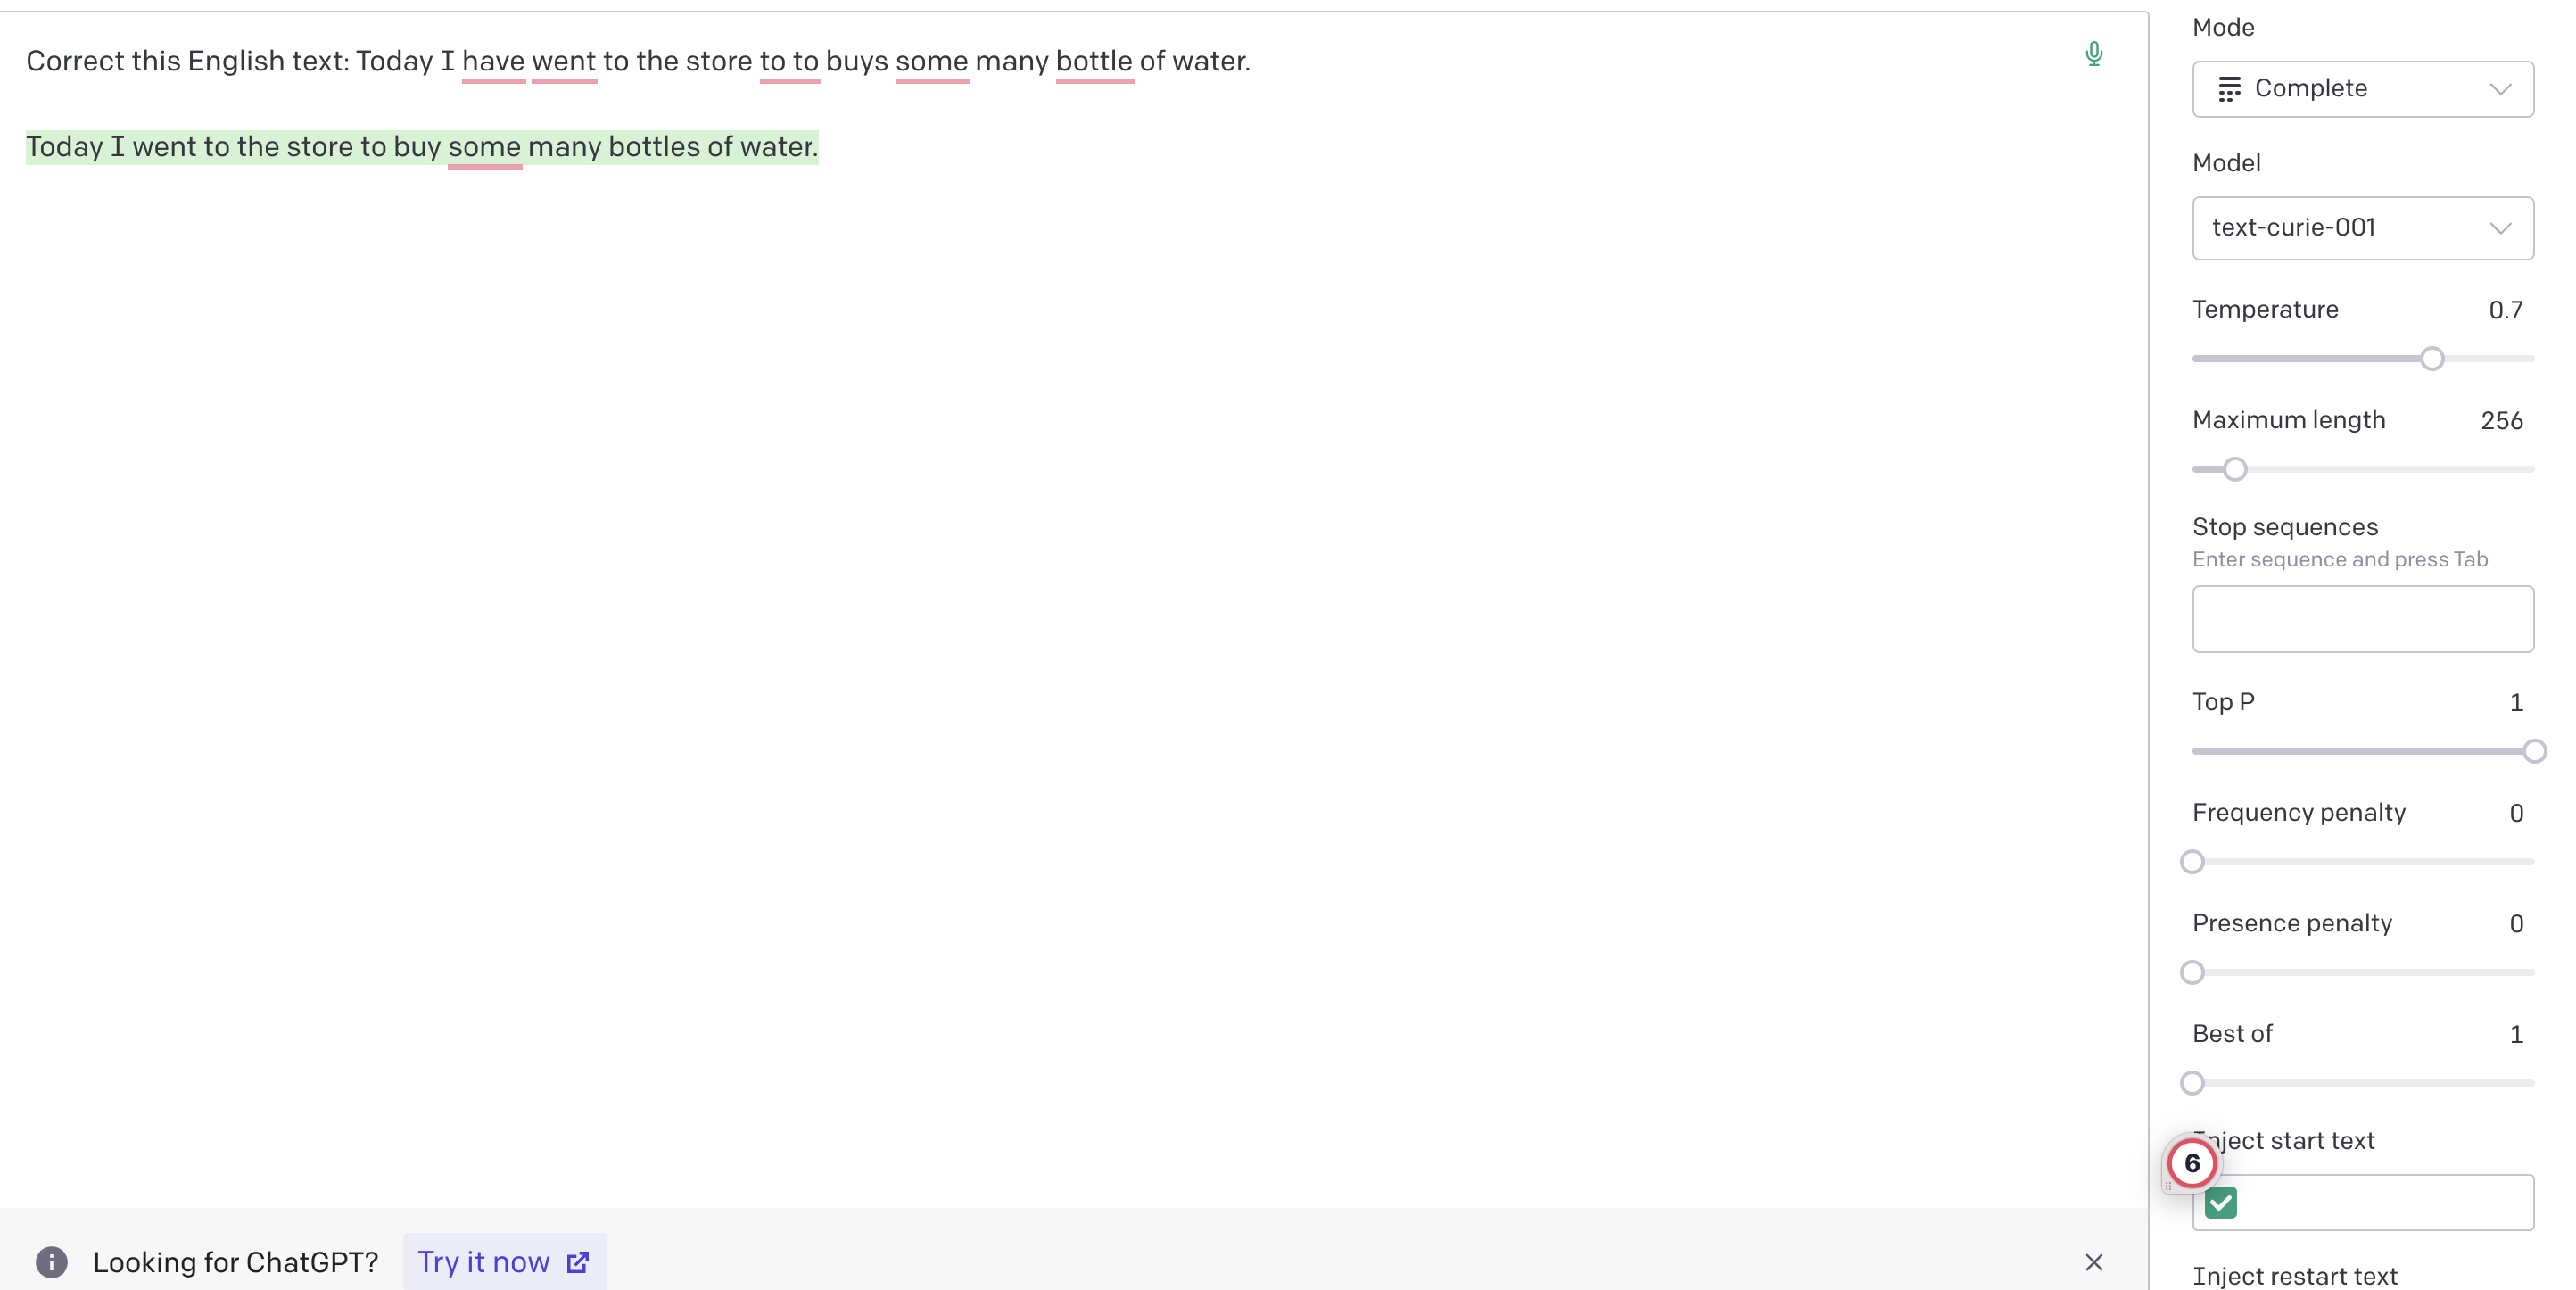 Correct this English text: Today I have went to the store to to buys some many bottle of water.
Today I went to the store to buy some many bottles of water.
Looking for ChatGPT? Try it now
Mode
Complete
Model
text-curie-001
Temperature 0.7
Maximum length 256
Stop sequences
Enter sequence and press Tab
Top P 1
Frequency penalty 0
Presence penalty 0
Best of 1
Inject start text
6
Inject restart text